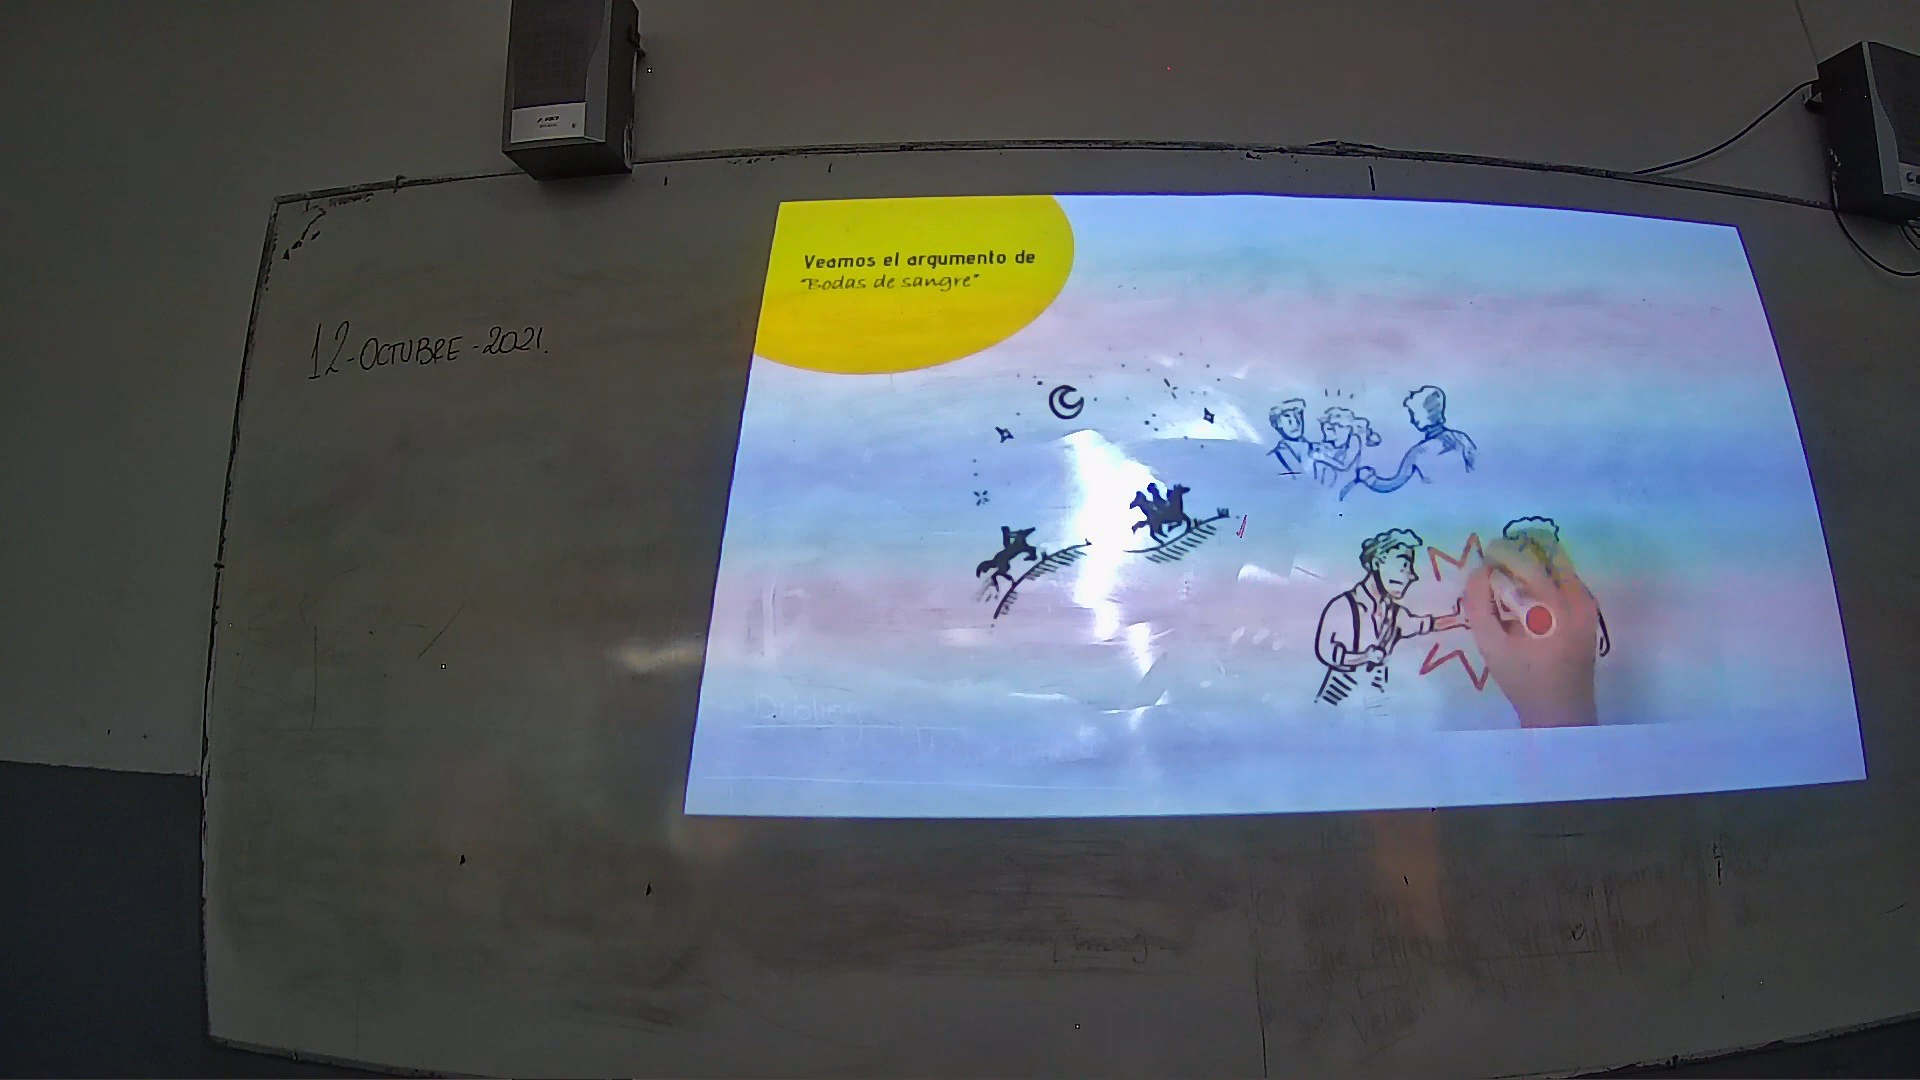 12-OCTUBRE-2021.
Veamos el argumento de
"Bodas de sangre"